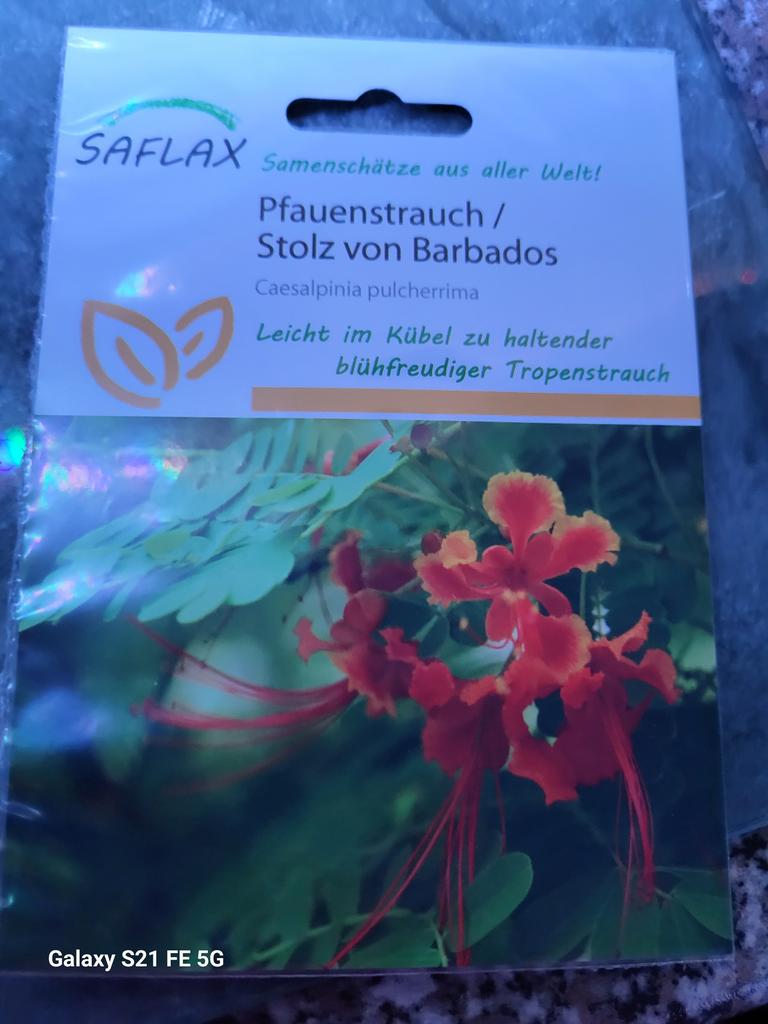 SAFLAX
Samenschätze aus aller Welt!
Pfauenstrauch /
Stolz von Barbados
Caesalpinia pulcherrima
Leicht im Kübel zu haltender
blühfreudiger Tropenstrauch
Galaxy S21 FE 5G